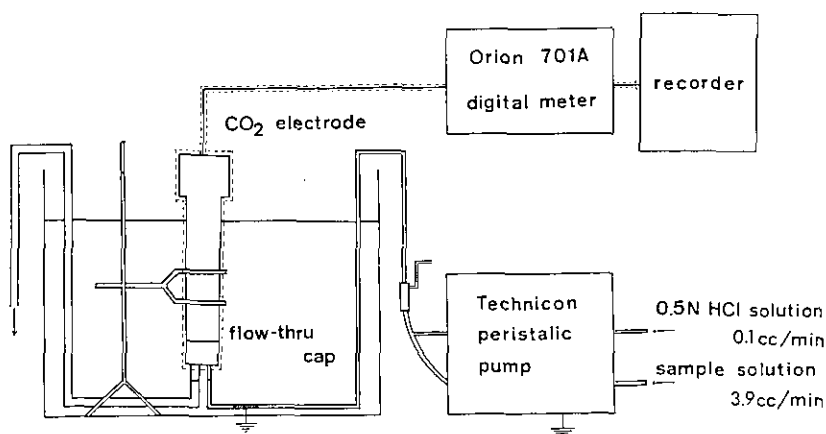 Orion 701A
digital meter
recorder
CO₂ electrode
flow-thru
cap
Technicon
peristalic
pump
0.5N HCl solution
0.1cc/min
sample solution
3.9cc/min